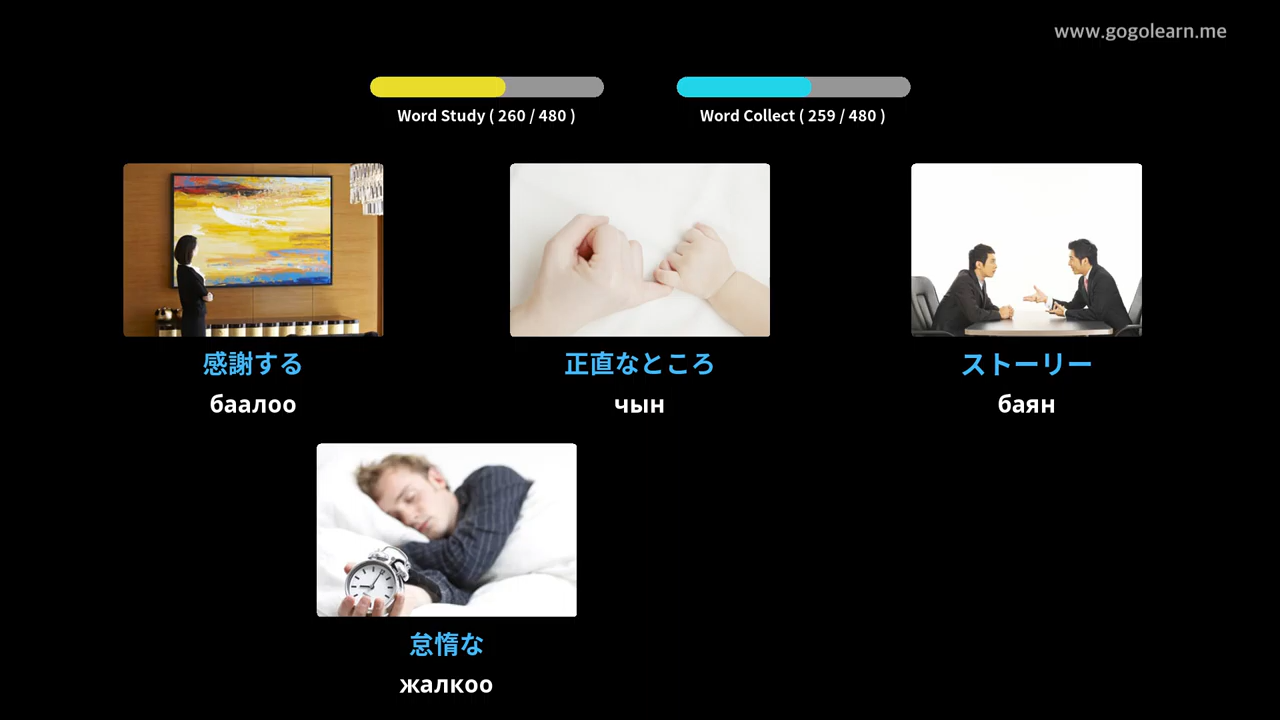 www.gogolearn.me
Word Study ( 260 / 480 )
Word Collect ( 259 / 480 )
感謝する
баалоо
正直なところ
чын
ストーリー
баян
怠惰な
жалкоо